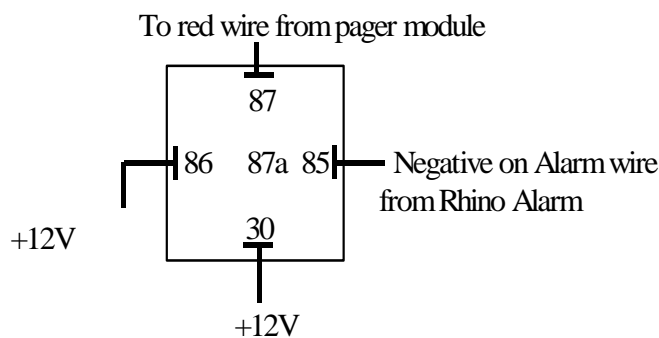 To red wire from pager module
87
86 87a 85
Negative on Alarm wire
from Rhino Alarm
30
+12V
+12V